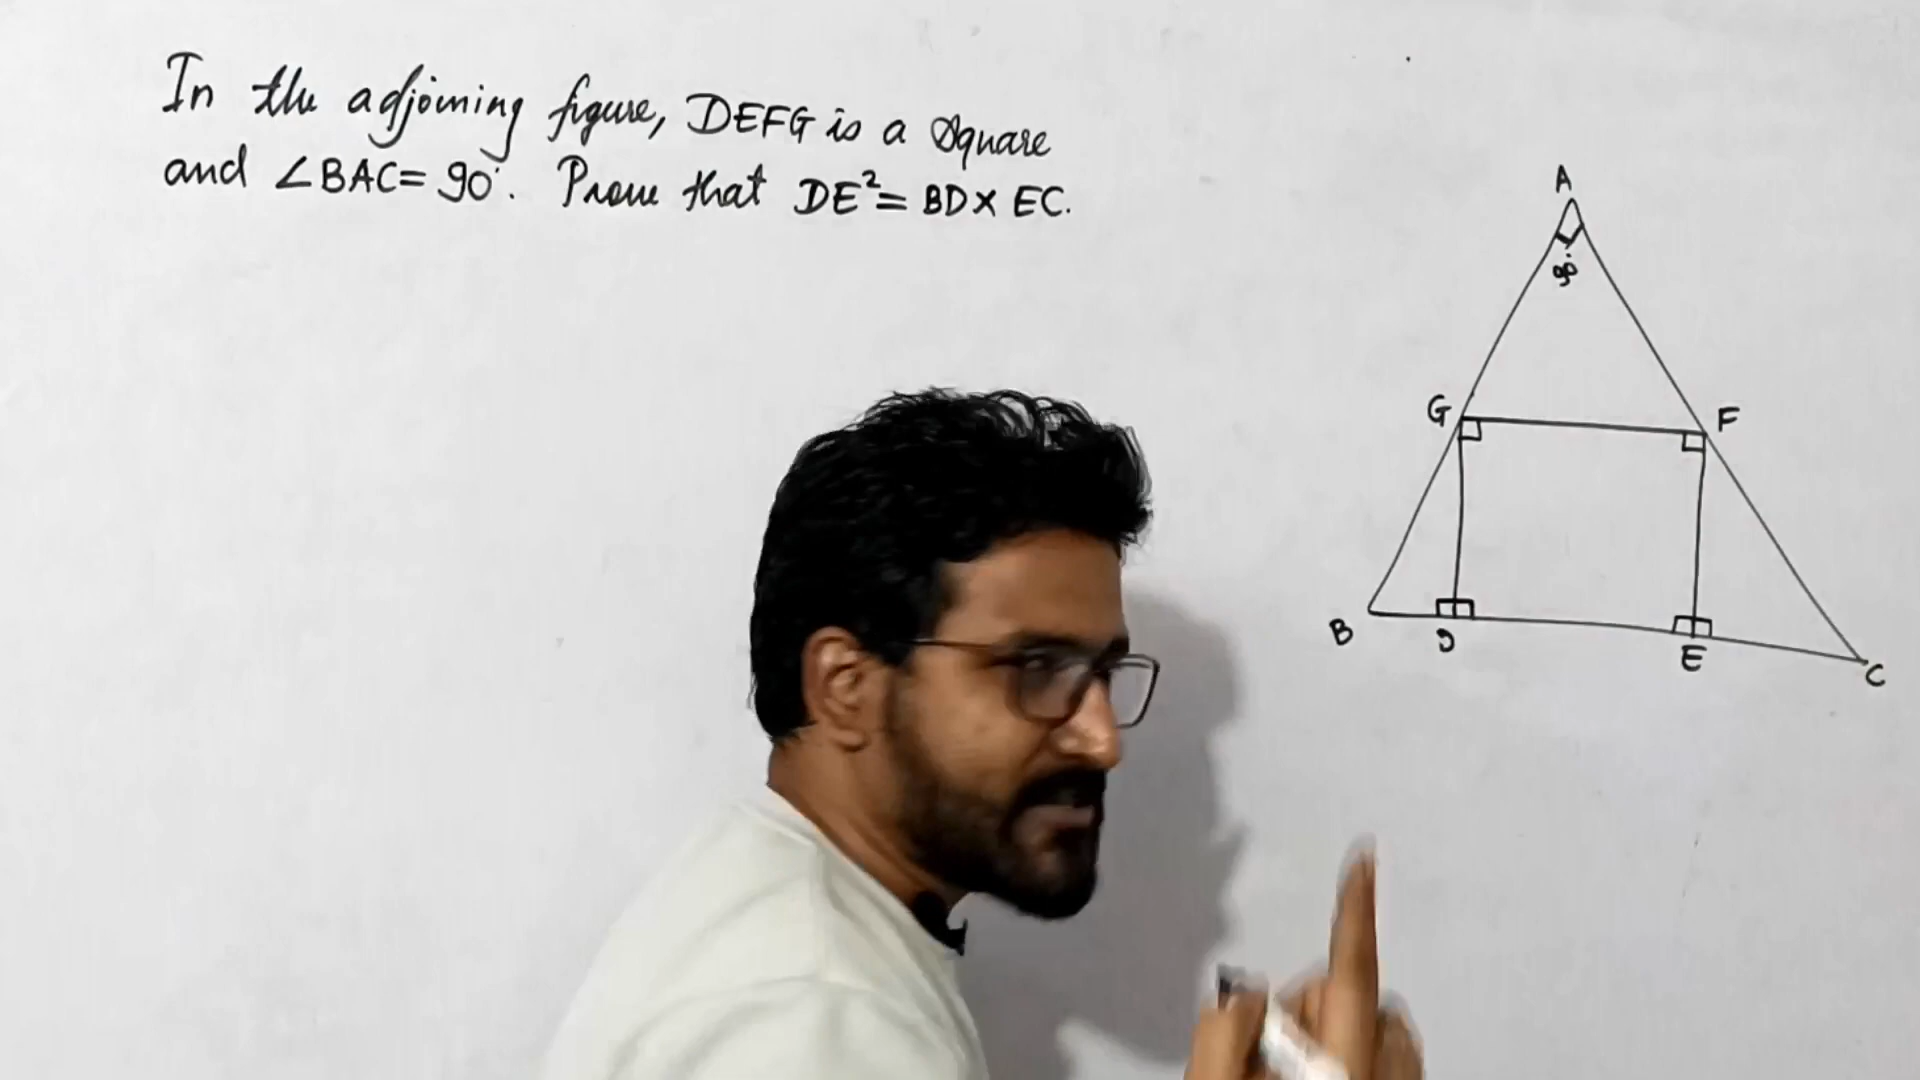 In the adjoining figure, DEFG is a square
and ∠BAC= 90°. Prove that DE²= BD× EC.
A
90°
G
F
B
D
E
C